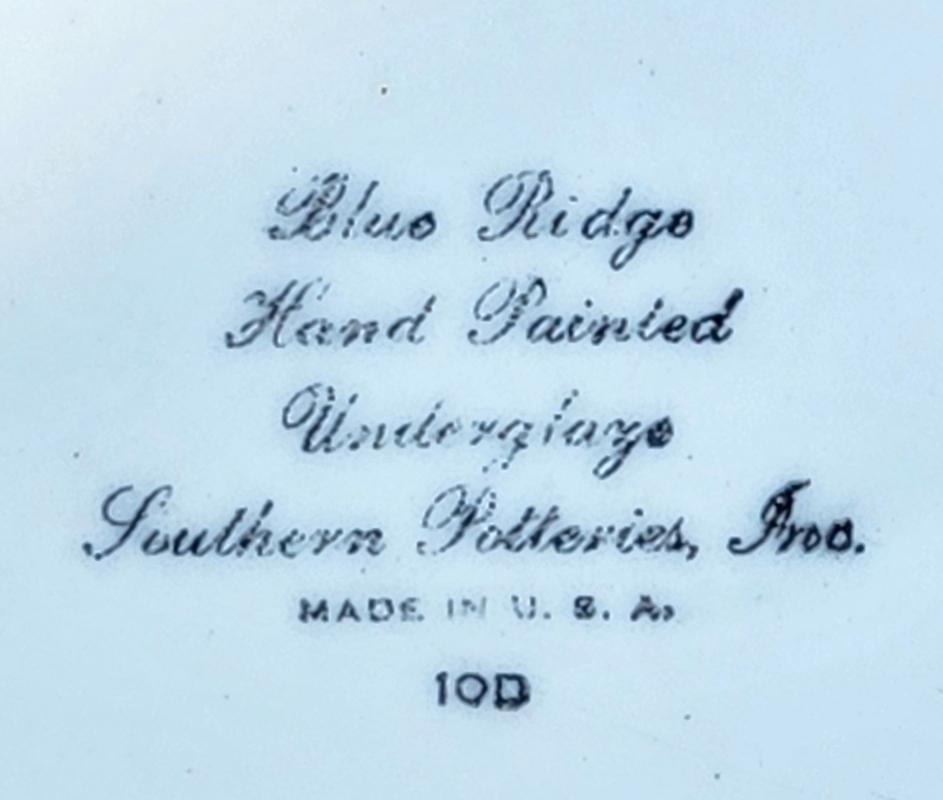 Blue Ridge
Hand Painted
Underglaze
Southern Potteries, Inc.
MADE IN U. S. A.
10D